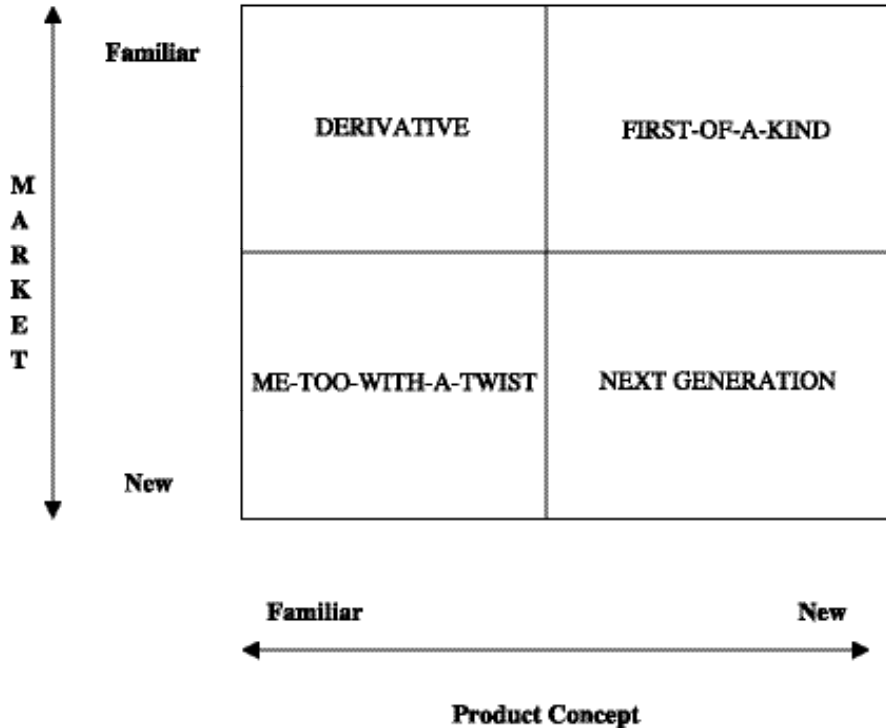 Familiar
DERIVATIVE
FIRST-OF-A-KIND
M
A
R
K
E
T
ME-TOO-WITH-A-TWIST
NEXT GENERATION
New
Familiar
New
Product Concept